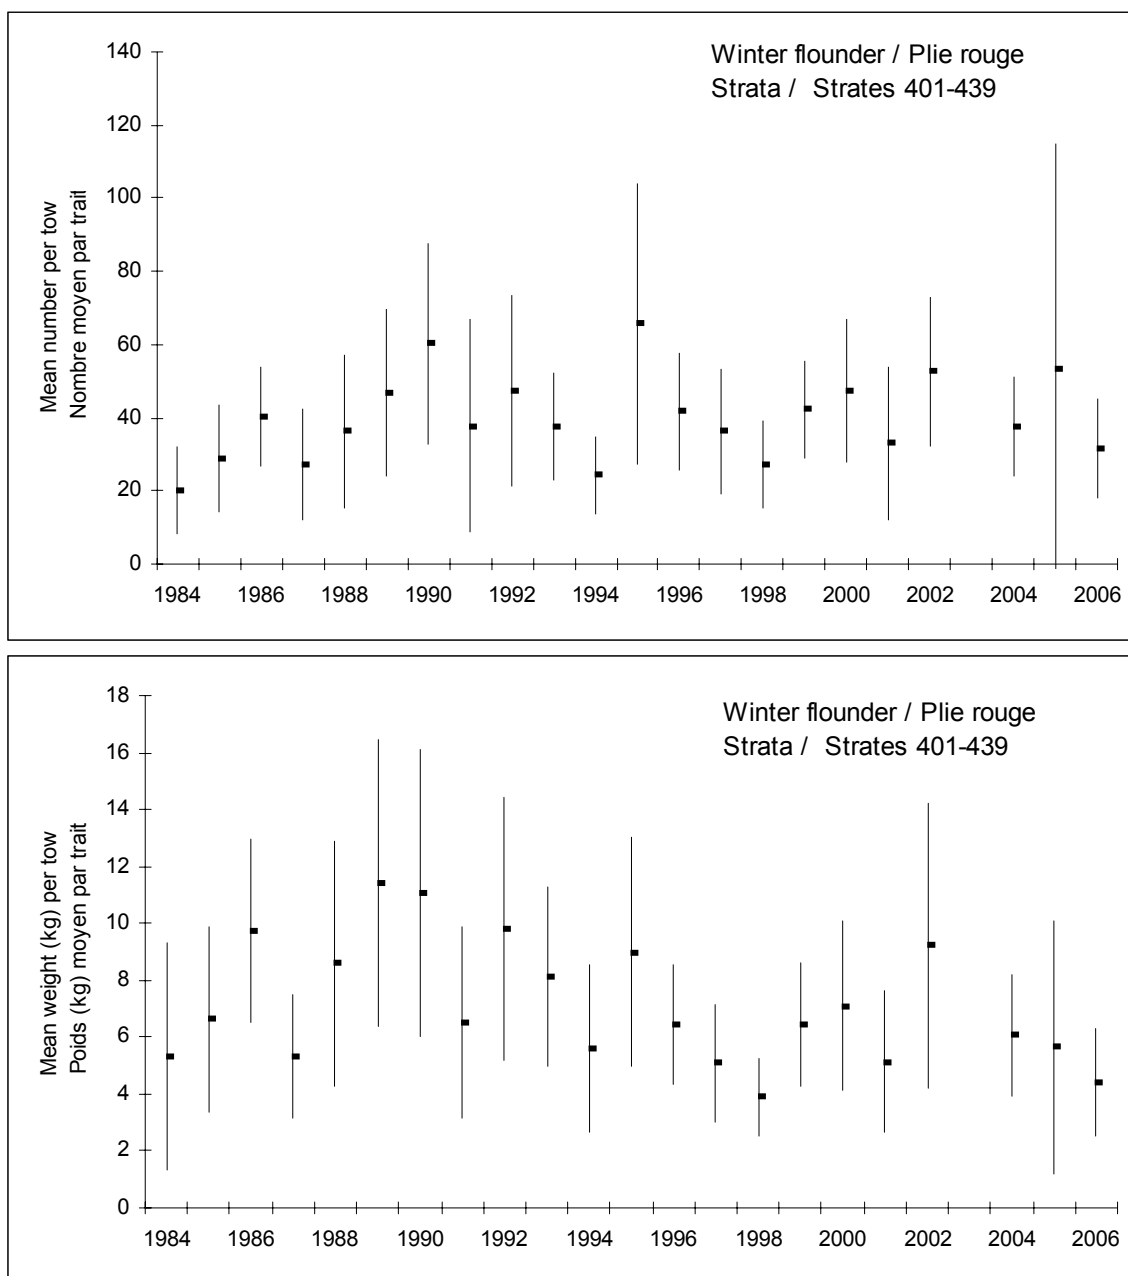 Winter flounder / Plie rouge
Strata / Strates 401-439
Mean number per tow
Nombre moyen par trait
140
120
100
80
60
40
20
0
1984 1986 1988 1990 1992 1994 1996 1998 2000 2002 2004 2006
Winter flounder / Plie rouge
Strata / Strates 401-439
Mean weight (kg) per tow
Poids (kg) moyen par trait
18
16
14
12
10
8
6
4
2
0
1984 1986 1988 1990 1992 1994 1996 1998 2000 2002 2004 2006